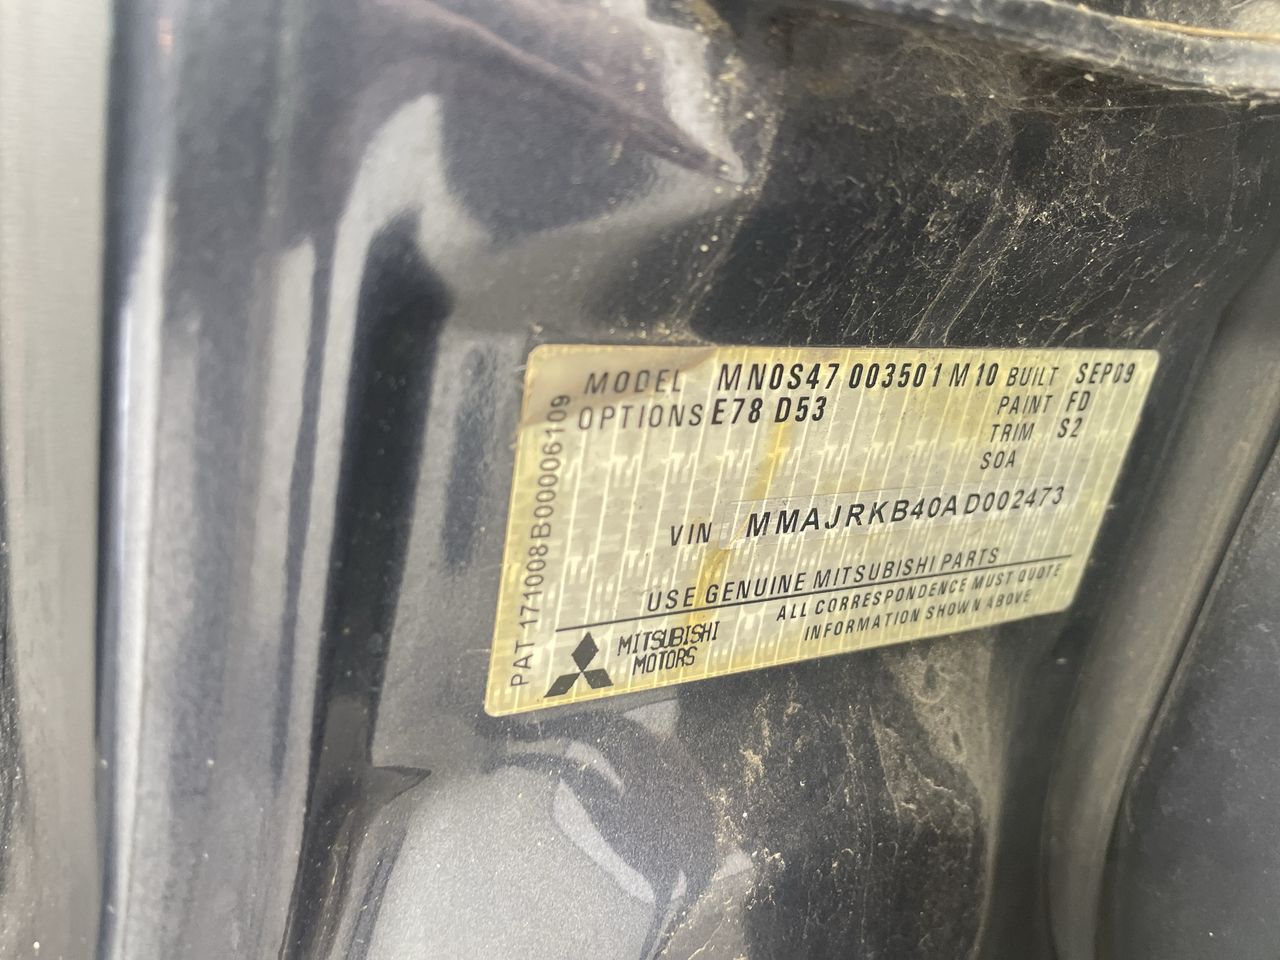 MODEL MN0S47 003501 M10 BUILT SEP09
OPTIONS E78 D53 PAINT FD
TRIM S2
SOA
VIN MMAJRKB40AD002473
USE GENUINE MITSUBISHI PARTS
MITSUBISHI MOTORS
ALL CORRESPONDENCE MUST QUOTE
INFORMATION SHOWN ABOVE
PAT 171008B00006109